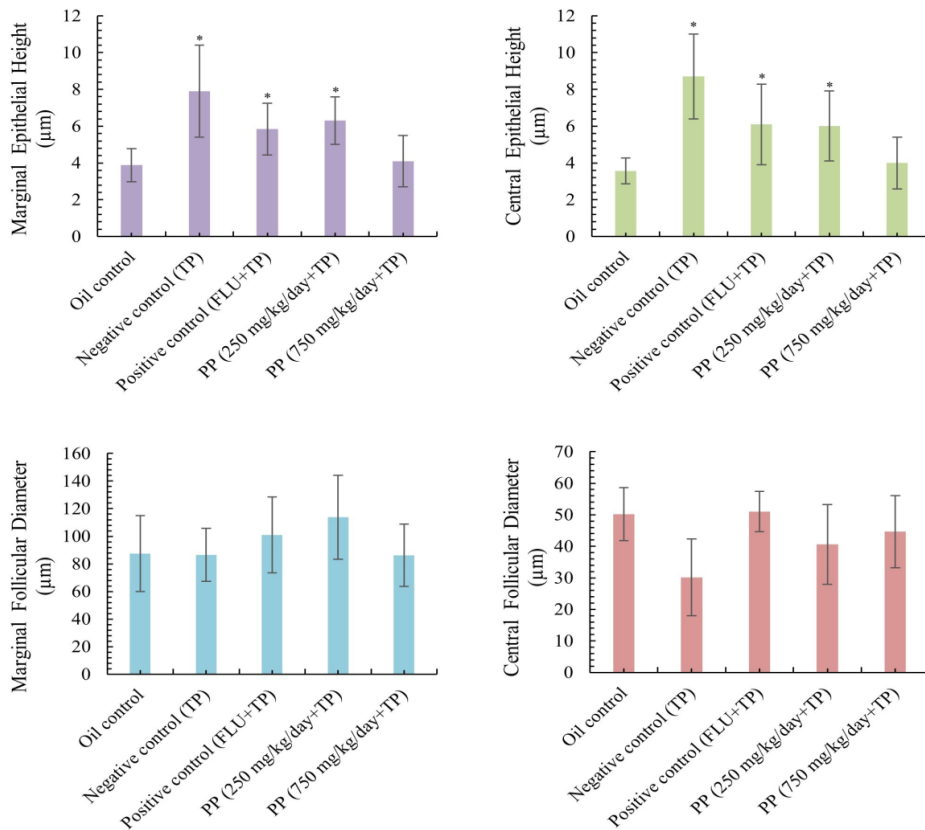 Marginal Epithelial Height
(µm)
12
10
8
6
4
2
0
*
*
*
Oil control
Negative control (TP)
Positive control (FLU+TP)
PP (250 mg/kg/day+TP)
PP (750 mg/kg/day+TP)
Central Epithelial Height
(µm)
12
10
8
6
4
2
0
*
*
*
Oil control
Negative control (TP)
Positive control (FLU+TP)
PP (250 mg/kg/day+TP)
PP (750 mg/kg/day+TP)
Marginal Follicular Diameter
(µm)
160
140
120
100
80
60
40
20
0
Oil control
Negative control (TP)
Positive control (FLU+TP)
PP (250 mg/kg/day+TP)
PP (750 mg/kg/day+TP)
Central Follicular Diameter
(µm)
70
60
50
40
30
20
10
0
Oil control
Negative control (TP)
Positive control (FLU+TP)
PP (250 mg/kg/day+TP)
PP (750 mg/kg/day+TP)